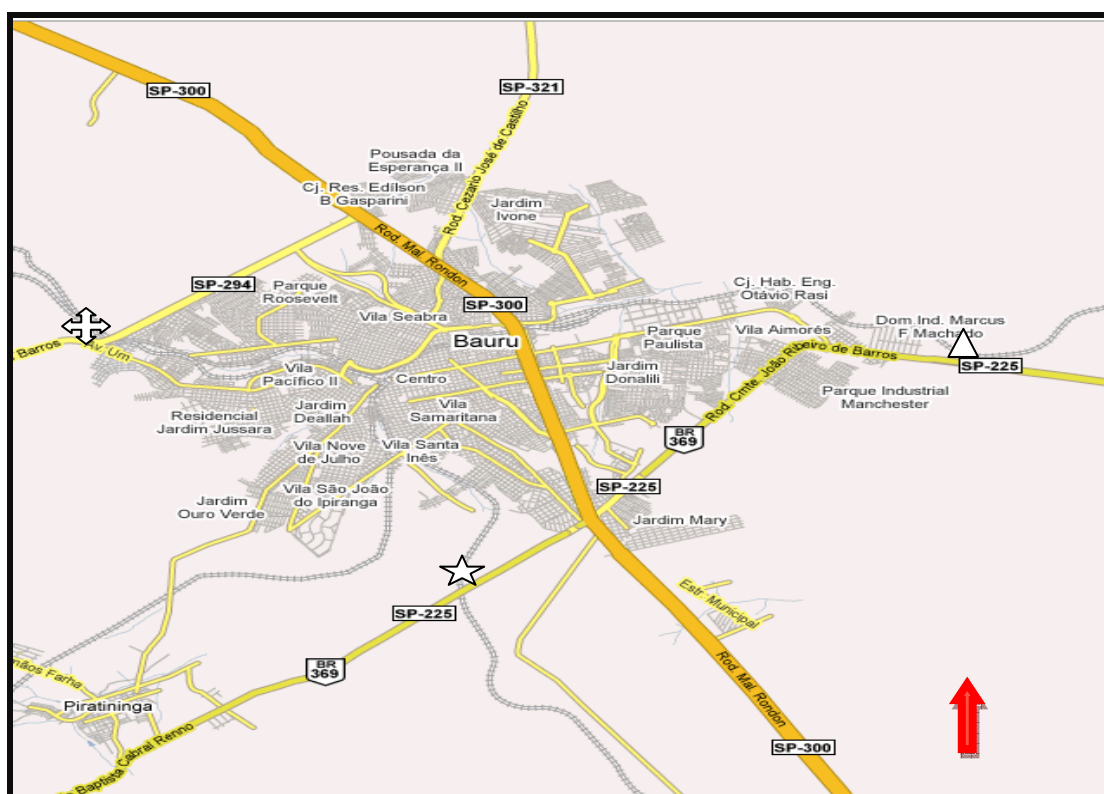 SP-300
SP-321
Rod. Cezario José de Castilho
Pousada da
Esperança II
Cj. Res. Edílson
B Gasparini
Jardim
Ivone
Rod. Mal. Rondon
SP-294
Parque
Roosevelt
Vila Seabra
SP-300
Bauru
Cj. Hab. Eng.
Otávio Rasi
Parque
Paulista
Vila Aimorés
Dom. Ind. Marcus
F Machado
Barros
Av. Um
Vila
Pacífico II
Centro
Jardim
Donalili
Rod. Cmte. João Ribeiro de Barros
SP-225
Parque Industrial
Manchester
Residencial
Jardim Jussara
Jardim
Deallah
Vila
Samaritana
Vila Nove
de Julho
Vila Santa
Inês
BR
369
Jardim
Ouro Verde
Vila São João
do Ipiranga
SP-225
Jardim Mary
Estr. Municipal
SP-225
BR
369
Piratininga
Baptista Cabral Renno
Rod. Mal. Rondon
SP-300